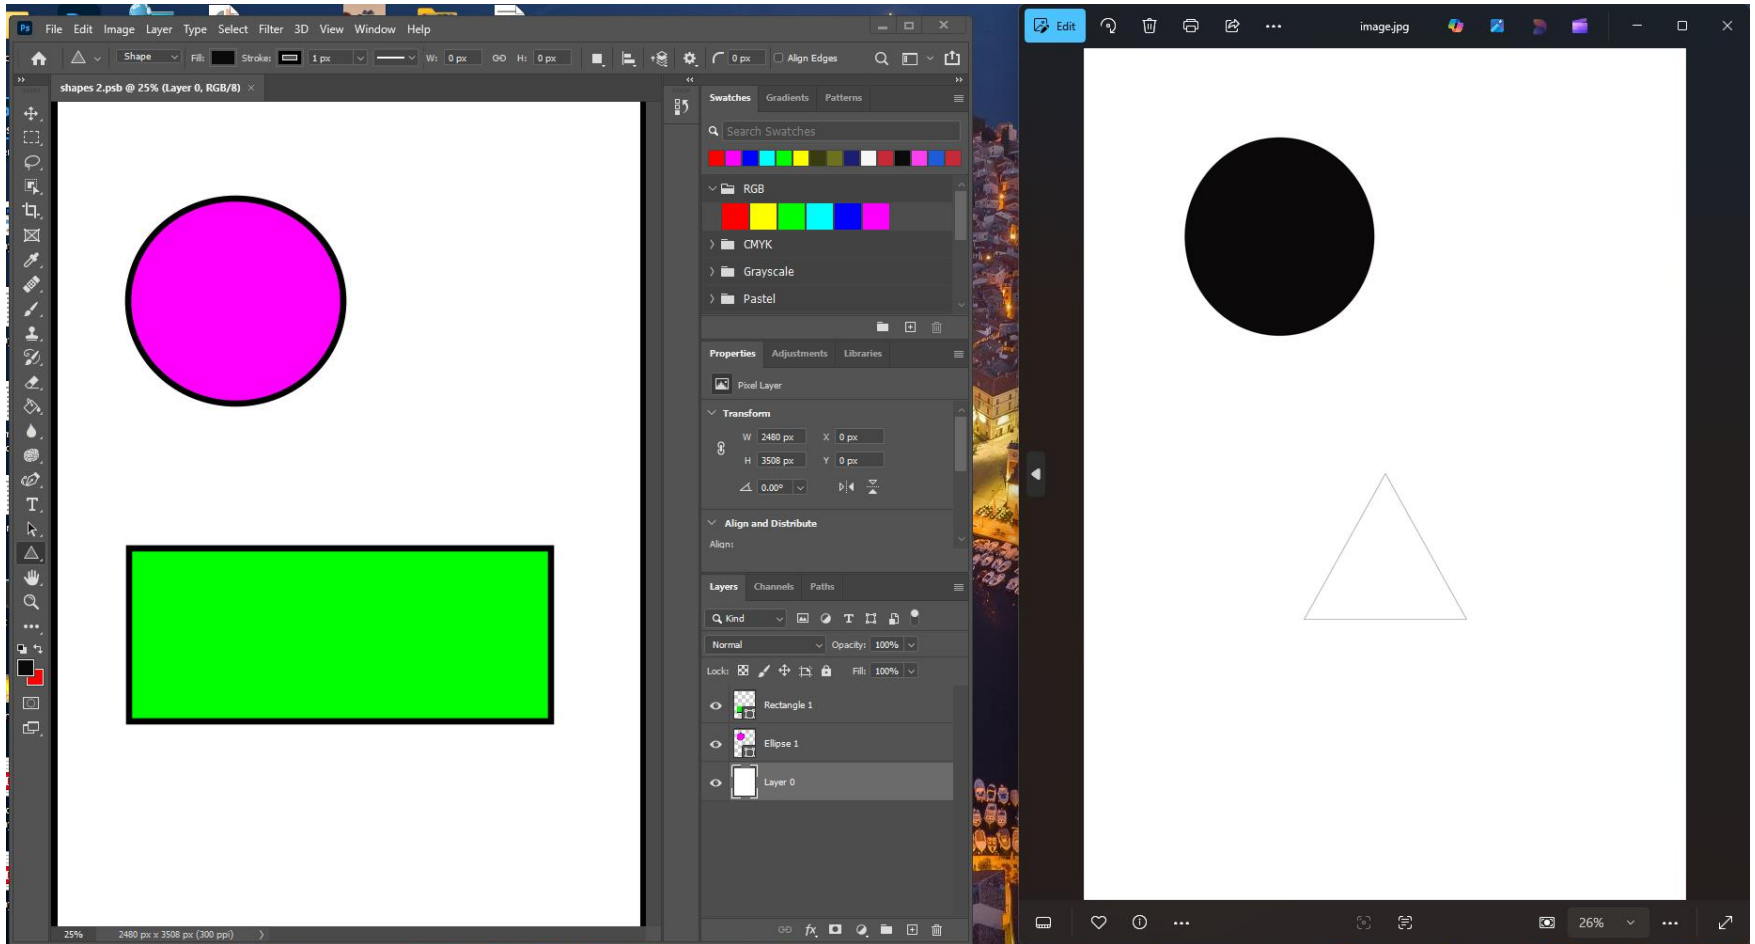 Ps File Edit Image Layer Type Select Filter 3D View Window Help
Shape Fill: Stroke: 1 px W: 0 px H: 0 px 0 px Align Edges
shapes 2.psb @ 25% (Layer 0, RGB/8) ×
Swatches Gradients Patterns
Search Swatches
RGB
CMYK
Grayscale
Pastel
Properties Adjustments Libraries
Pixel Layer
Transform
W 2480 px X 0 px
H 3508 px Y 0 px
0.00°
Align and Distribute
Align:
Layers Channels Paths
Kind
Normal Opacity: 100%
Lock: Fill: 100%
Rectangle 1
Ellipse 1
Layer 0
fx
25% 2480 px x 3508 px (300 ppi)
Edit image.jpg
26%